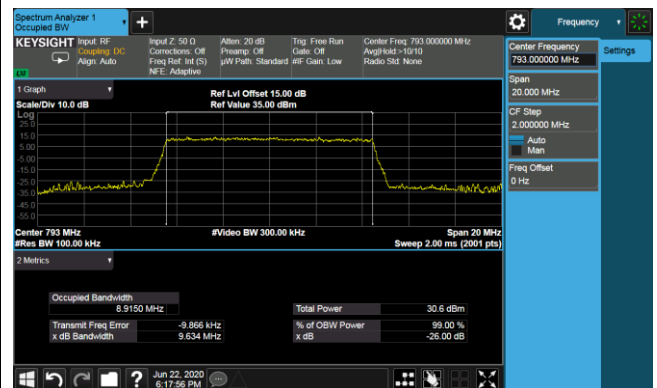 Spectrum Analyzer 1
Occupied BW
Frequency
KEYSIGHT
Input: RF
Coupling: DC
Align: Auto
Input Z: 50 Ω
Corrections: Off
Freq Ref: Int (S)
NFE: Adaptive
Atten: 20 dB
Preamp: Off
µW Path: Standard
Trig: Free Run
Gate: Off
#IF Gain: Low
Center Freq: 793.000000 MHz
Avg|Hold:>10/10
Radio Std: None
Center Frequency
793.000000 MHz
Settings
Span
20.000 MHz
CF Step
2.000000 MHz
Auto
Man
Freq Offset
0 Hz
1 Graph
Scale/Div 10.0 dB
Ref Lvl Offset 15.00 dB
Ref Value 35.00 dBm
Log
25.0
15.0
5.00
-5.00
-15.0
-25.0
-35.0
-45.0
-55.0
Center 793 MHz
#Video BW 300.00 kHz
Span 20 MHz
#Res BW 100.00 kHz
Sweep 2.00 ms (2001 pts)
2 Metrics
Occupied Bandwidth
8.9150 MHz
Total Power 30.6 dBm
Transmit Freq Error -9.866 kHz
% of OBW Power 99.00 %
x dB Bandwidth 9.634 MHz
x dB -26.00 dB
Jun 22, 2020
6:17:56 PM